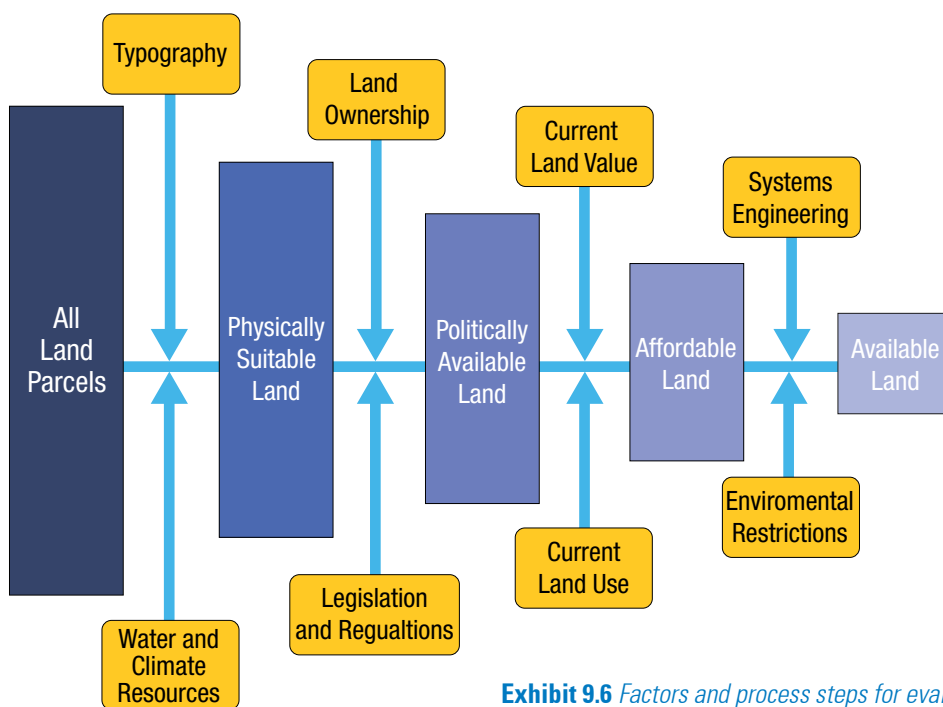 Typography
Land
Ownership
Current
Land Value
Systems
Engineering
All
Land
Parcels
Physically
Suitable
Land
Politically
Available
Land
Affordable
Land
Available
Land
Water and
Climate
Resources
Legislation
and Regualtions
Current
Land Use
Enviromental
Restrictions
Exhibit 9.6 Factors and process steps for eval